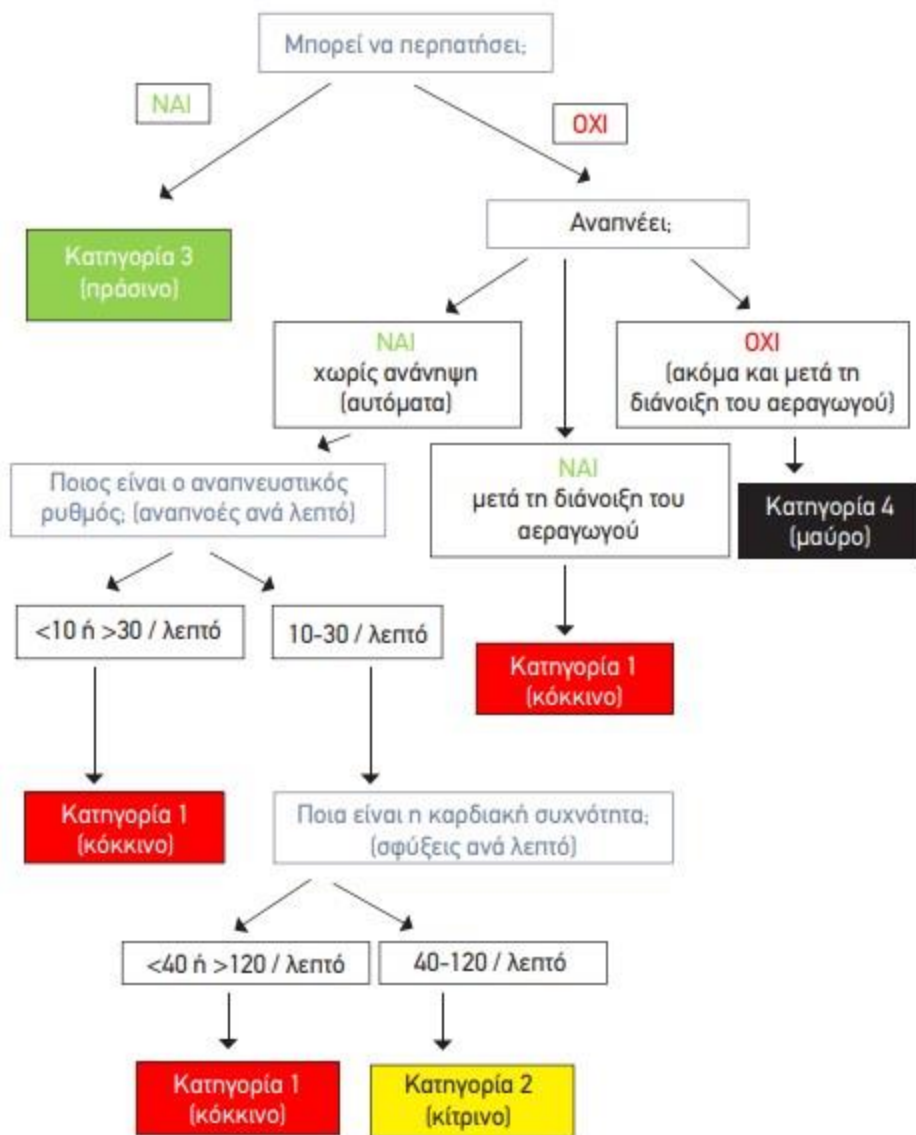 Μπορεί να περπατήσει;
ΝΑΙ
ΟΧΙ
Κατηγορία 3
(πράσινο)
Αναπνέει;
ΝΑΙ
χωρίς ανάνηψη
(αυτόματα)
ΟΧΙ
(ακόμα και μετά τη
διάνοιξη του αεραγωγού)
Ποιος είναι ο αναπνευστικός
ρυθμός; (αναπνοές ανά λεπτό)
ΝΑΙ
μετά τη διάνοιξη του
αεραγωγού
Κατηγορία 4
(μαύρο)
<10 ή >30 / λεπτό
10-30 / λεπτό
Κατηγορία 1
(κόκκινο)
Κατηγορία 1
(κόκκινο)
Ποια είναι η καρδιακή συχνότητα;
(σφύξεις ανά λεπτό)
<40 ή >120 / λεπτό
40-120 / λεπτό
Κατηγορία 1
(κόκκινο)
Κατηγορία 2
(κίτρινο)